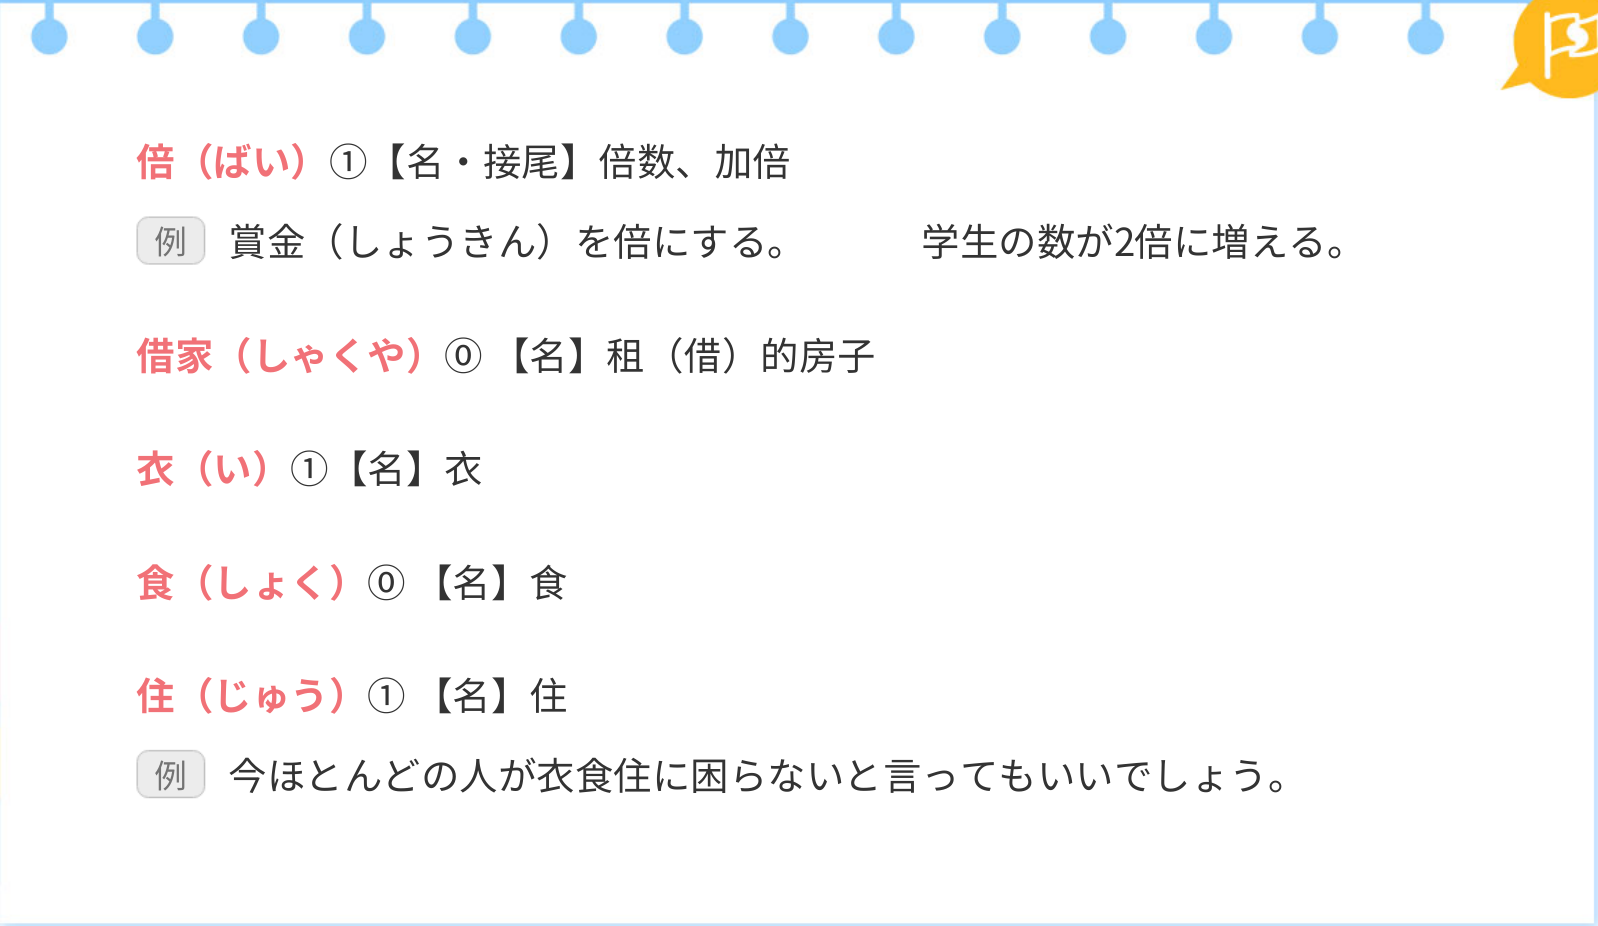 倍（ばい）①【名・接尾】倍数、加倍
例 賞金（しょうきん）を倍にする。 学生の数が2倍に増える。
借家（しゃくや）⓪ 【名】租（借）的房子
衣（い）①【名】衣
食（しょく）⓪ 【名】食
住（じゅう）① 【名】住
例 今ほとんどの人が衣食住に困らないと言ってもいいでしょう。